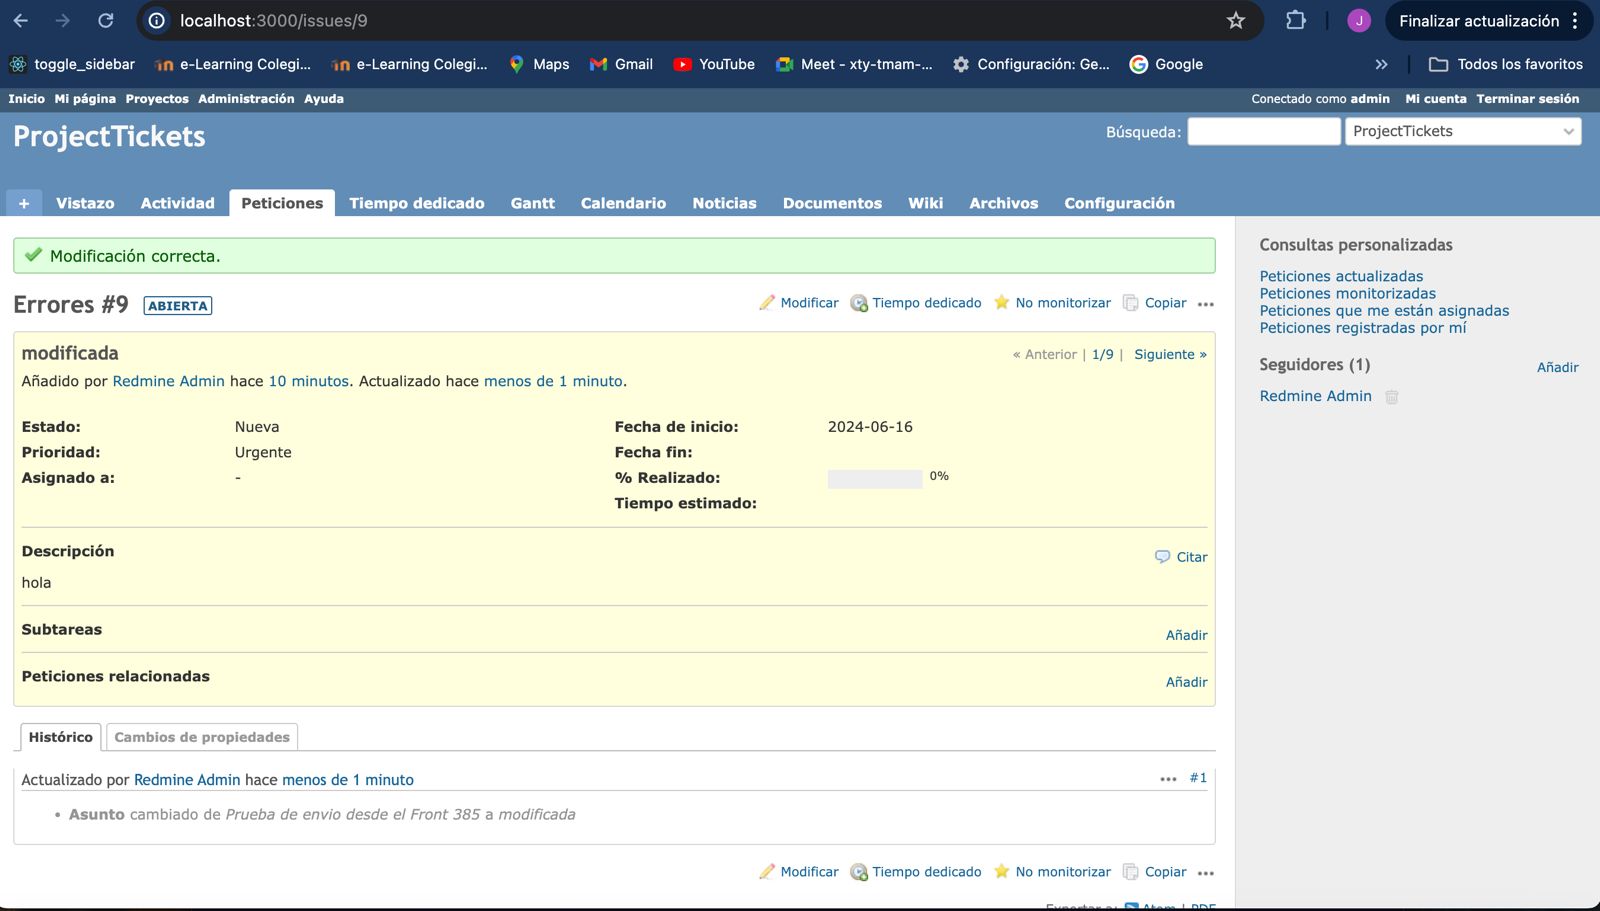 localhost:3000/issues/9
J
Finalizar actualización
toggle_sidebar
e-Learning Colegi...
e-Learning Colegi...
Maps
Gmail
YouTube
Meet - xty-tmam-...
Configuración: Ge...
Google
»
Todos los favoritos
Inicio Mi página Proyectos Administración Ayuda
Conectado como admin Mi cuenta Terminar sesión
ProjectTickets
Búsqueda:
ProjectTickets
+ Vistazo Actividad Peticiones Tiempo dedicado Gantt Calendario Noticias Documentos Wiki Archivos Configuración
Modificación correcta.
Errores #9 ABIERTA
Modificar Tiempo dedicado No monitorizar Copiar •••
modificada
« Anterior | 1/9 | Siguiente »
Añadido por Redmine Admin hace 10 minutos. Actualizado hace menos de 1 minuto.
Estado: Nueva
Prioridad: Urgente
Asignado a: -
Fecha de inicio: 2024-06-16
Fecha fin:
% Realizado: 0%
Tiempo estimado:
Descripción
Citar
hola
Subtareas
Añadir
Peticiones relacionadas
Añadir
Histórico Cambios de propiedades
Actualizado por Redmine Admin hace menos de 1 minuto
••• #1
• Asunto cambiado de Prueba de envio desde el Front 385 a modificada
Modificar Tiempo dedicado No monitorizar Copiar •••
Exportar a: Atom | PDF
Consultas personalizadas
Peticiones actualizadas
Peticiones monitorizadas
Peticiones que me están asignadas
Peticiones registradas por mí
Seguidores (1)
Añadir
Redmine Admin